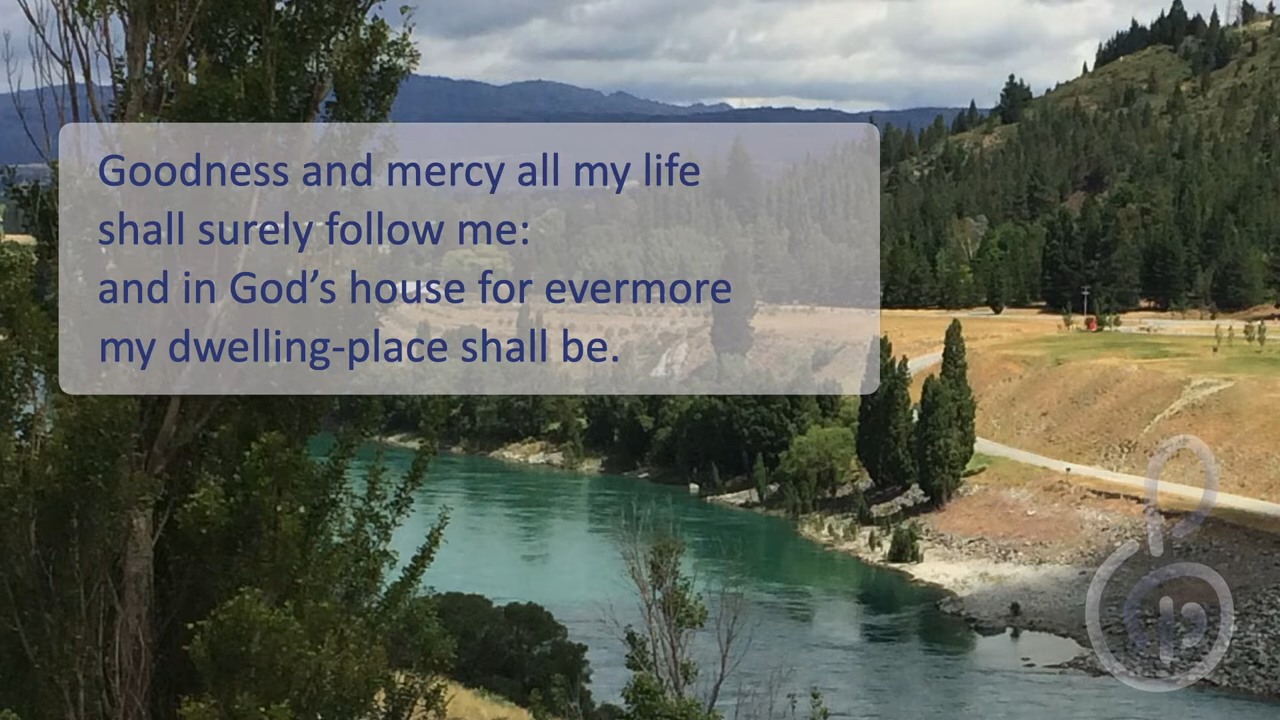 Goodness and mercy all my life
shall surely follow me:
and in God’s house for evermore
my dwelling-place shall be.